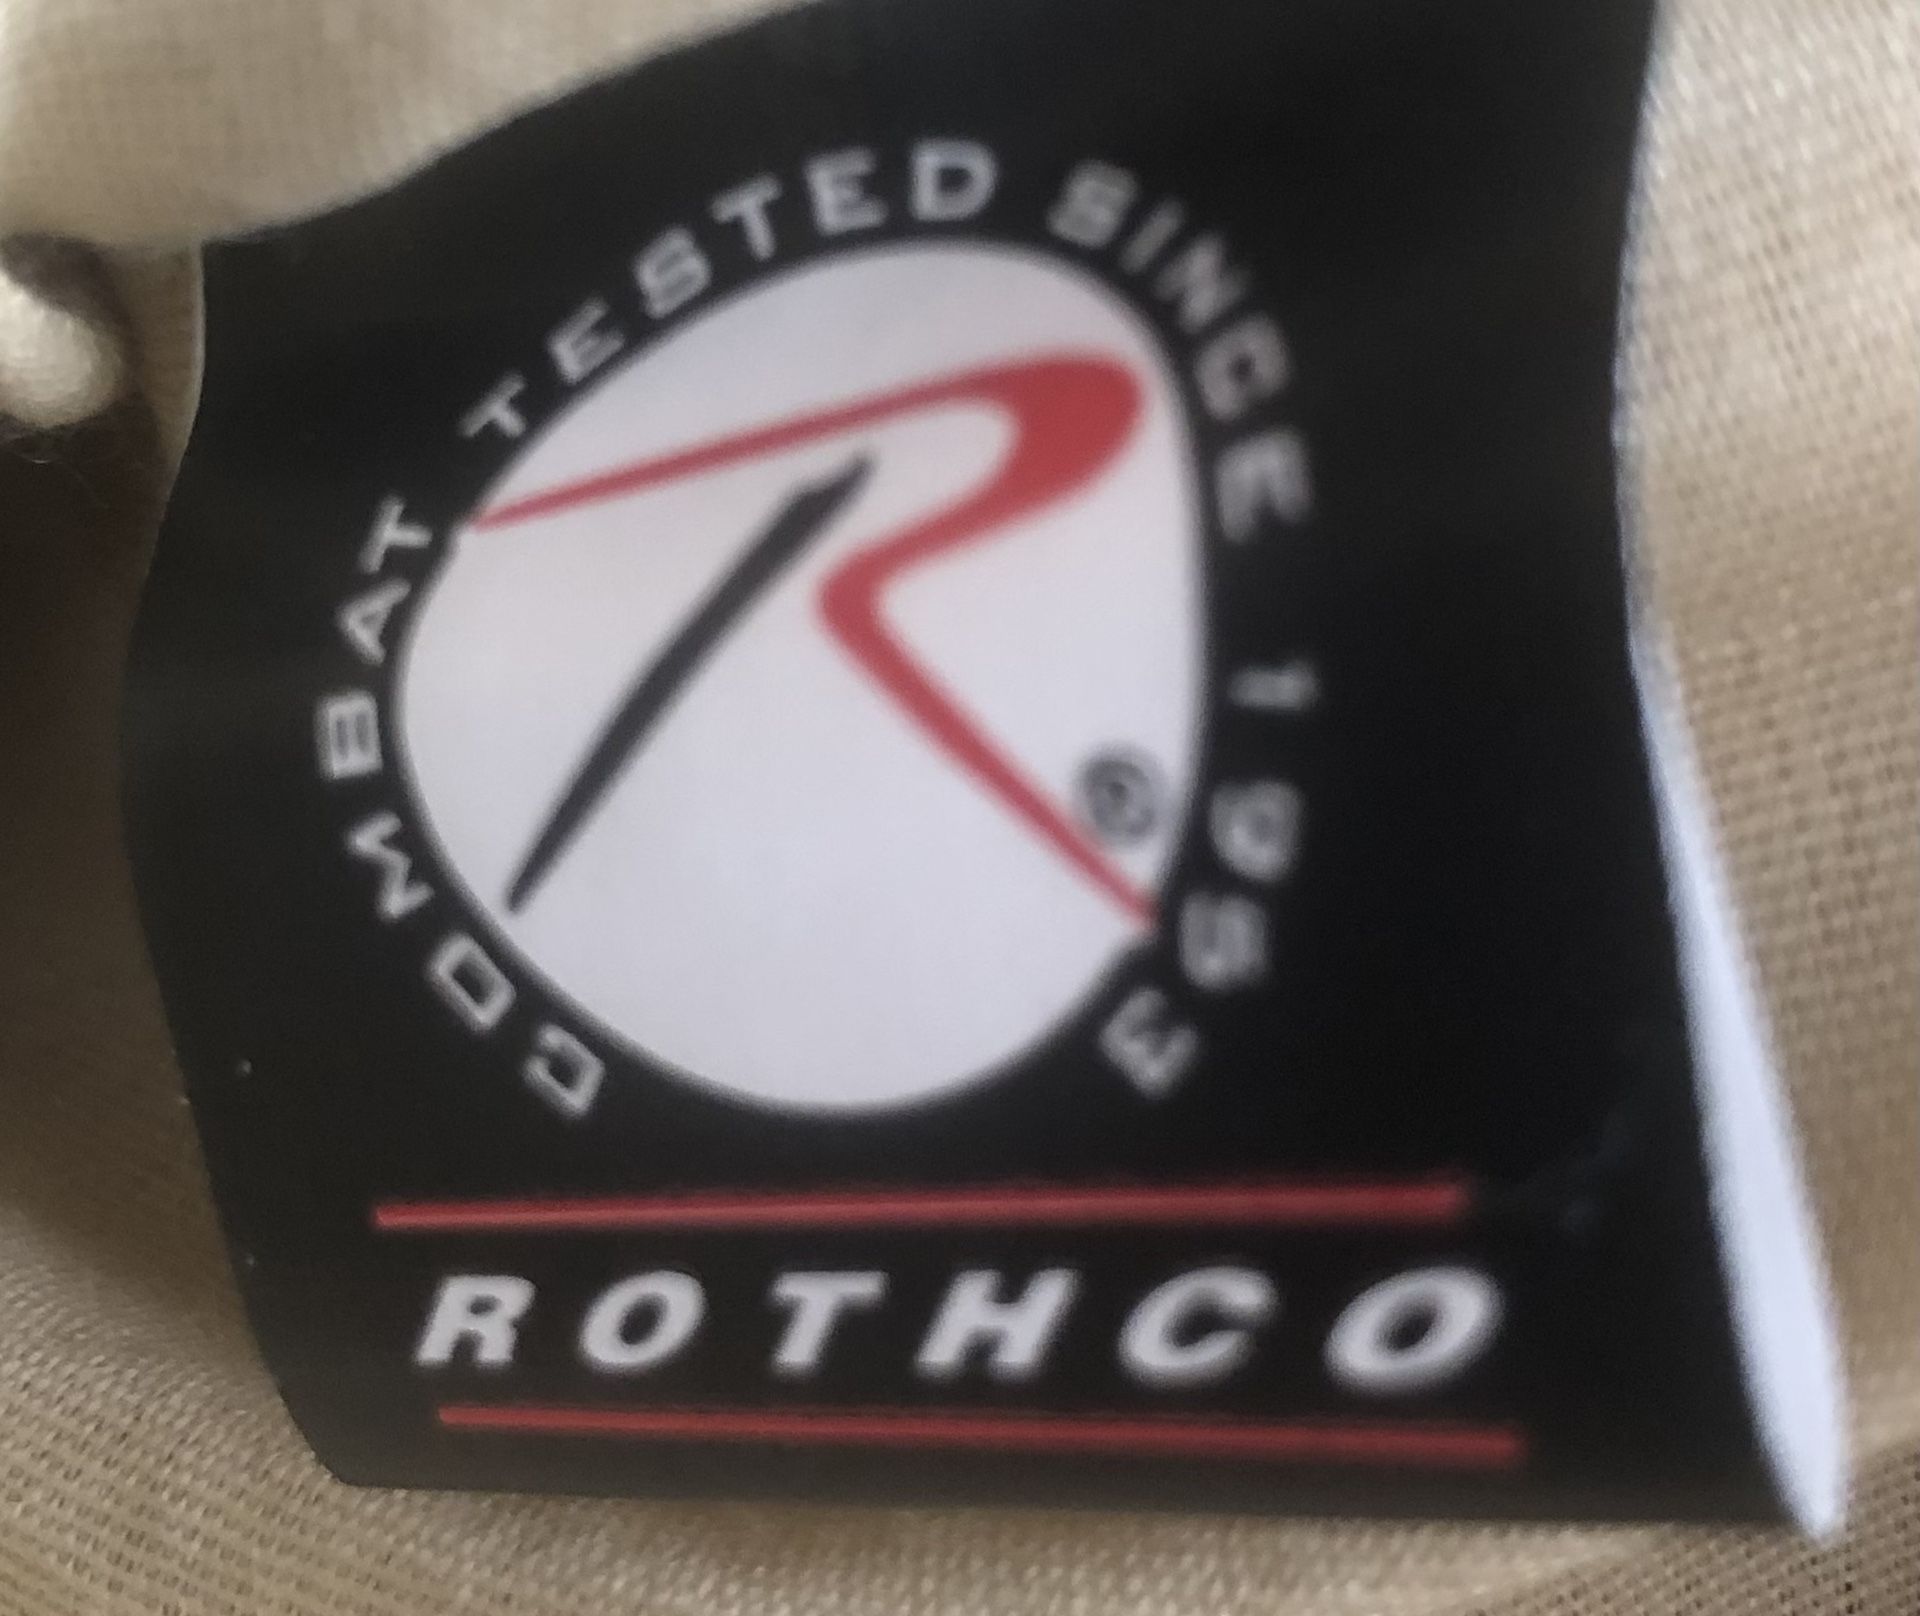 COMBAT TESTED SINCE 1953
R
®
ROTHCO